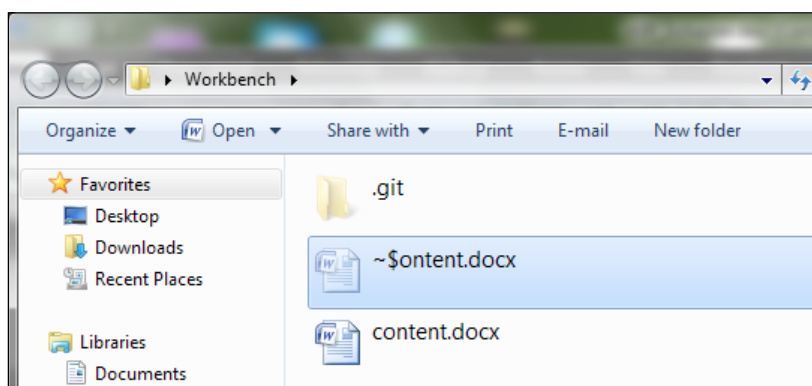 Workbench
Organize Open Share with Print E-mail New folder
Favorites
Desktop
Downloads
Recent Places
Libraries
Documents
.git
~$ontent.docx
content.docx